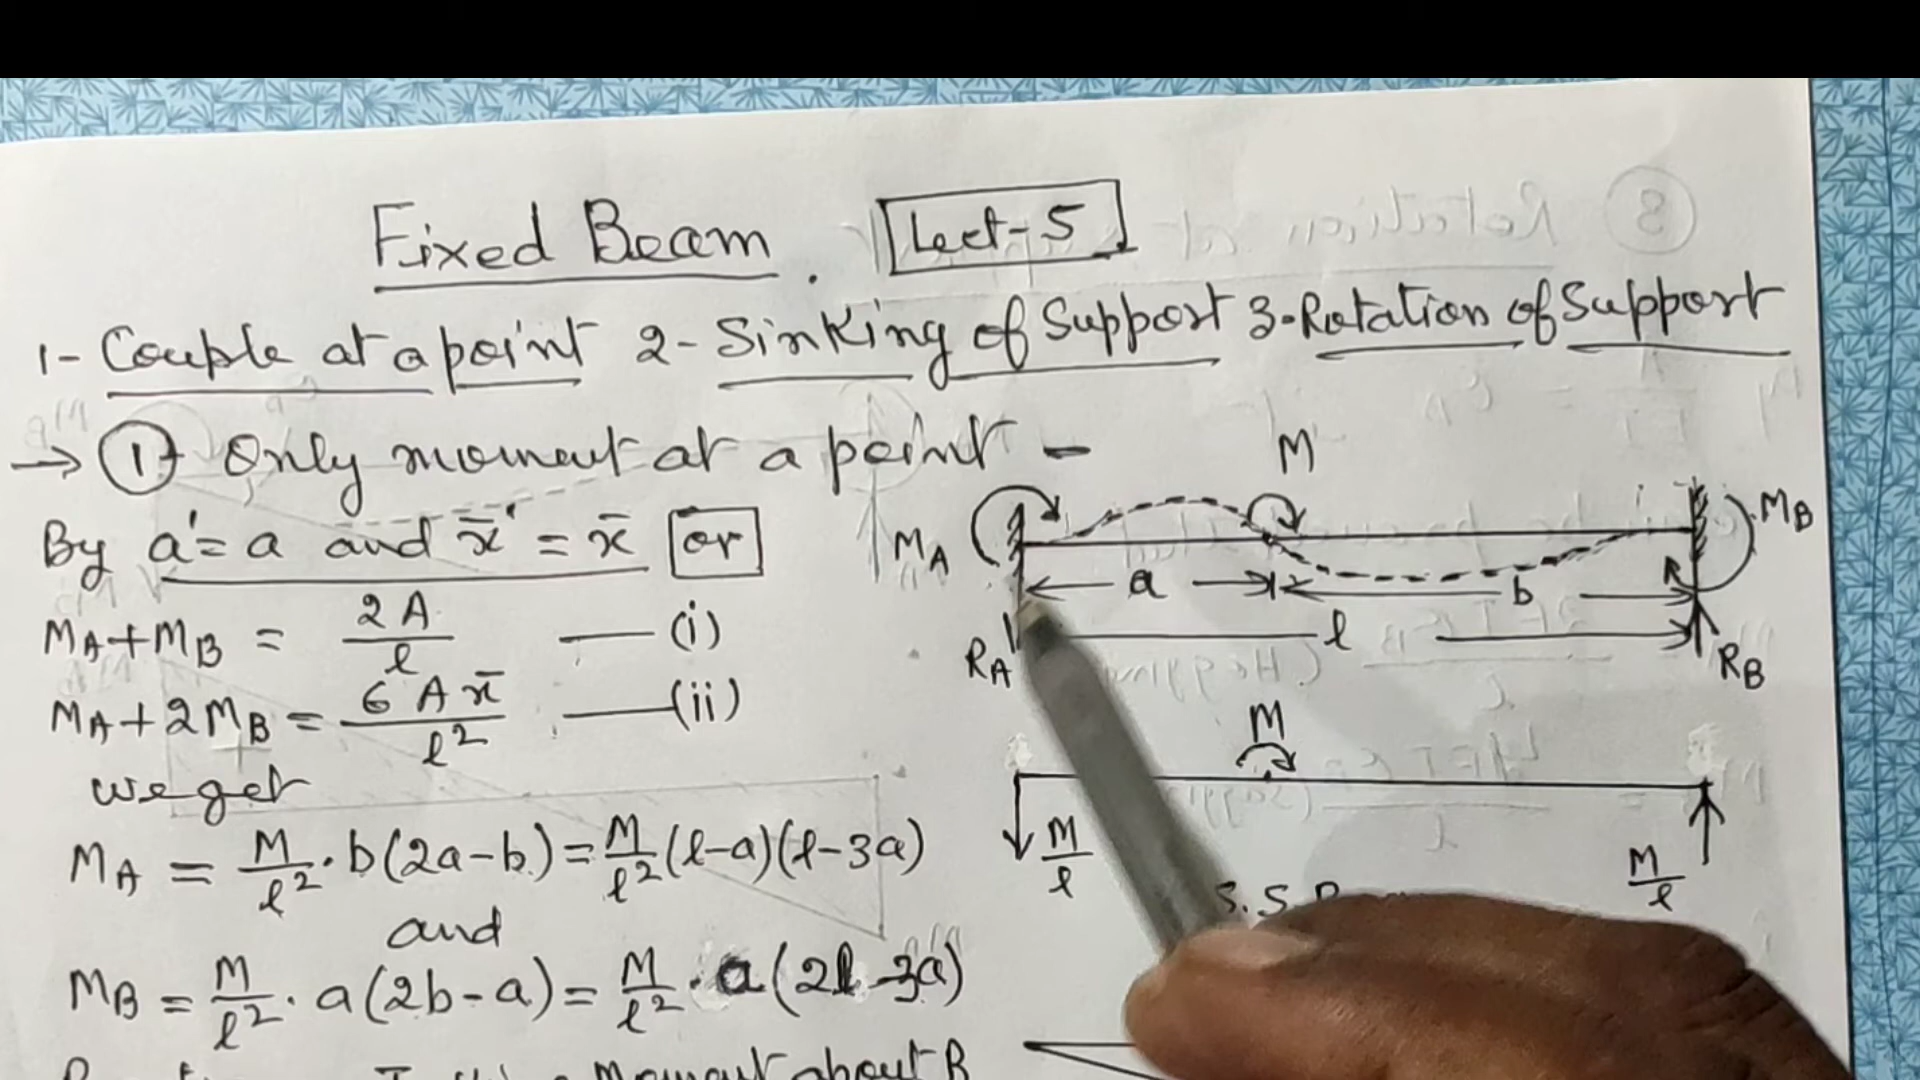 Fixed Beam. Lect-5
1- Couple at a point 2- Sinking of Support 3. Rotation of Support
→ ① Only moment at a point -
By a' = a and x̄' = x̄ or
MA + MB = 2A/l — (i)
MA + 2MB = 6Ax̄/l² — (ii)
we get
MA = M/l² · b(2a-b) = M/l² (l-a)(l-3a)
and
MB = M/l² · a(2b-a) = M/l² · a(2l-3a)
Moment about B
M
MA MB
a b
RA l RB
M
M/l M/l